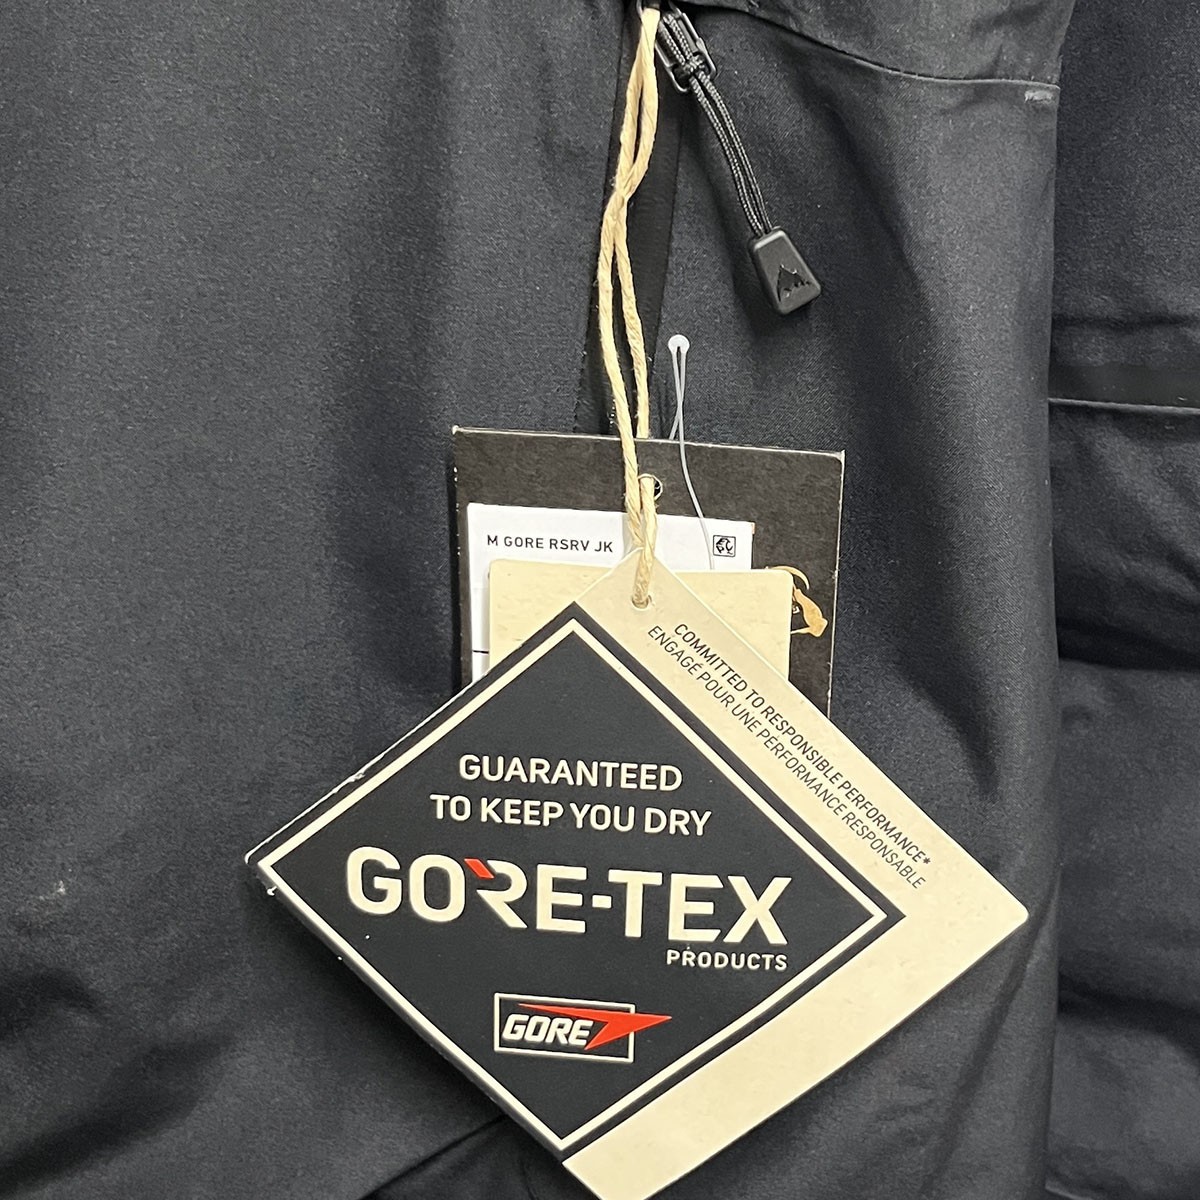 M GORE RSRV JK
COMMITTED TO RESPONSIBLE PERFORMANCE*
ENGAGÉ POUR UNE PERFORMANCE RESPONSABLE
GUARANTEED
TO KEEP YOU DRY
GORE-TEX
PRODUCTS
GORE